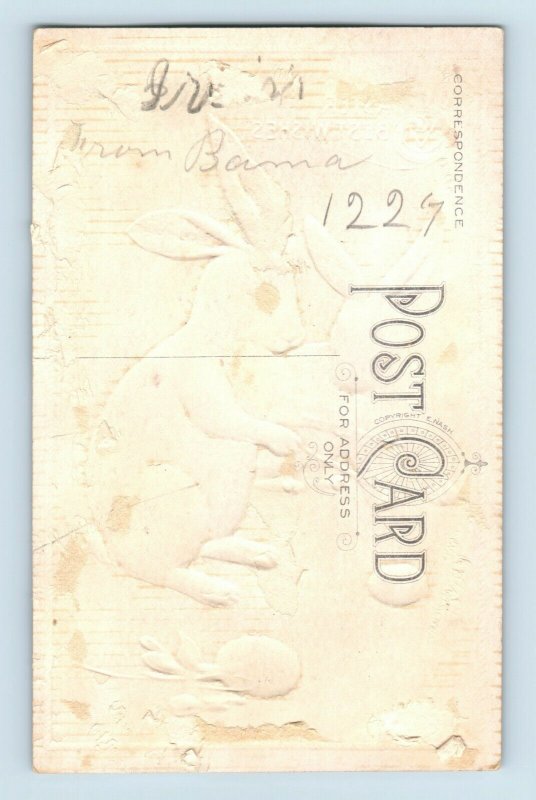 From Bama
1229
CORRESPONDENCE
POST CARD
COPYRIGHT E. NASH
FOR ADDRESS
ONLY